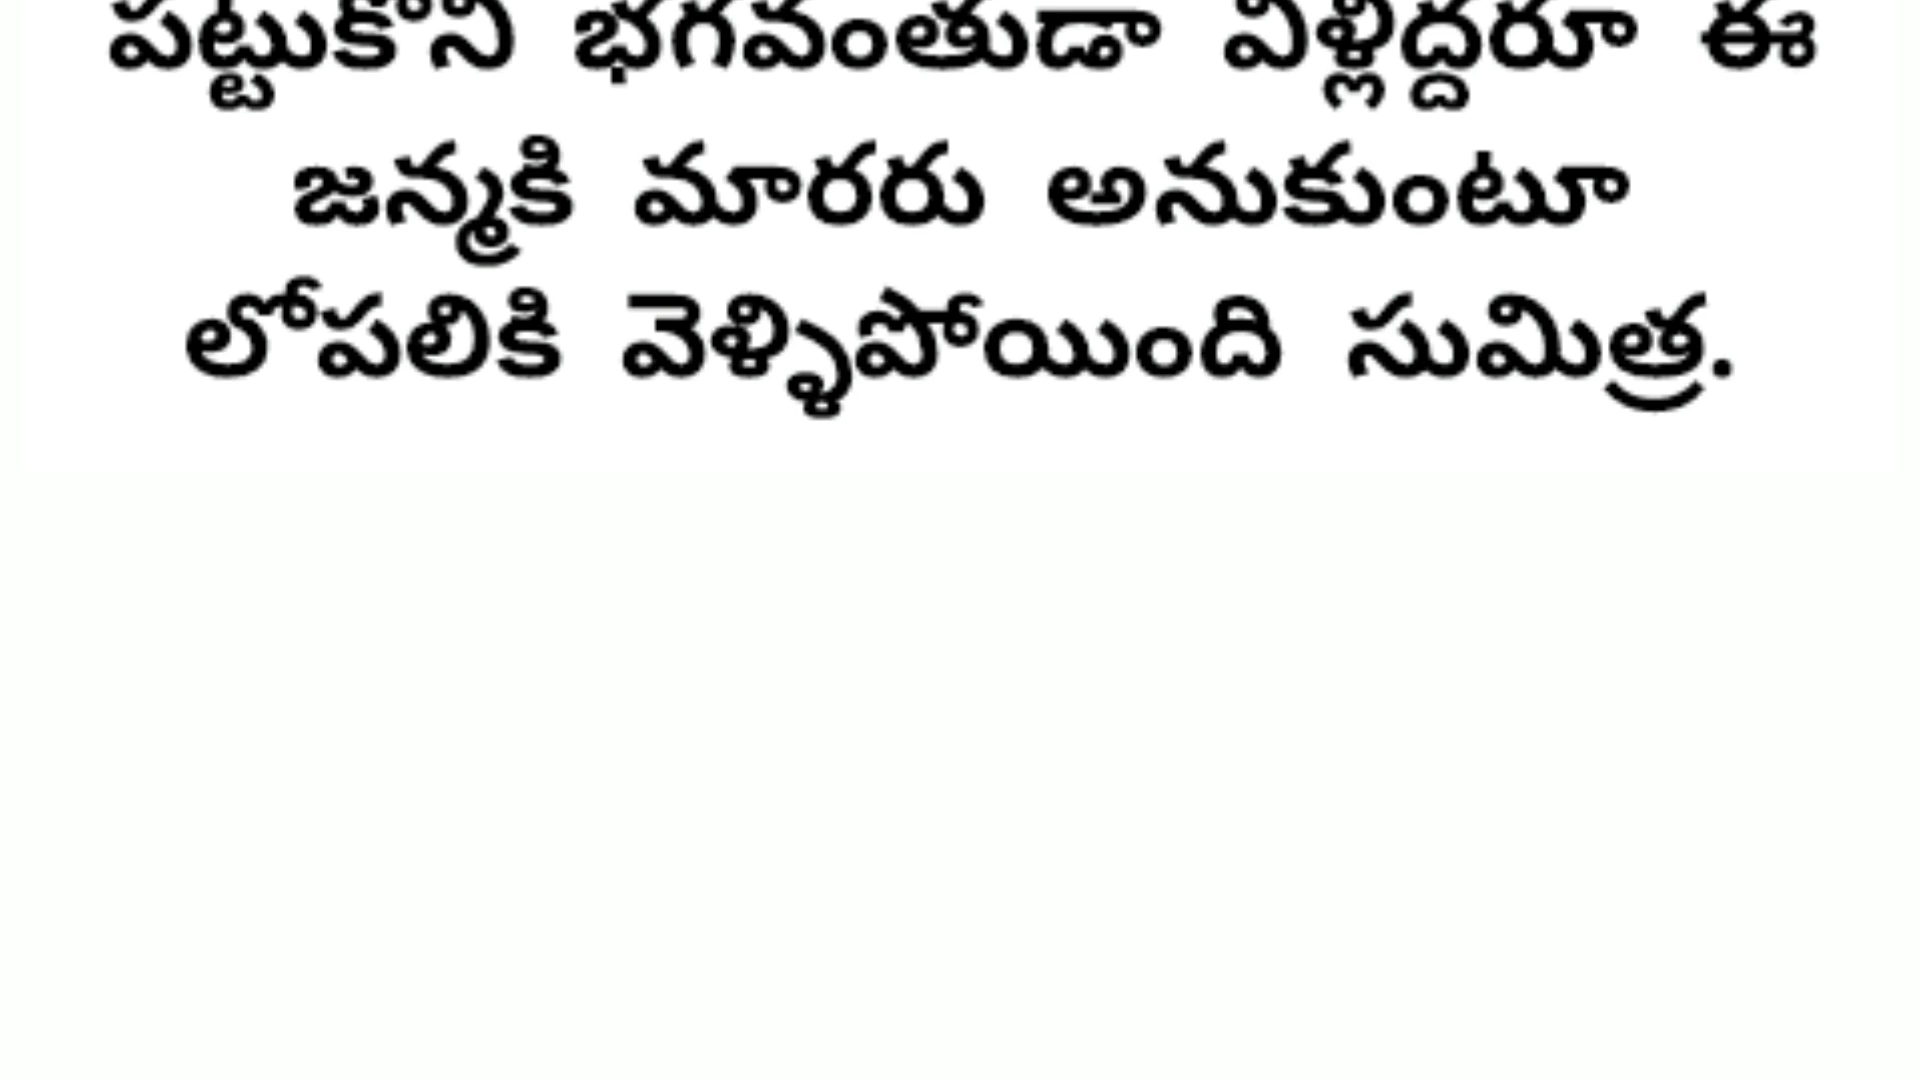 పట్టుకొని భగవంతుడా వీళ్లిద్దరూ ఈ
జన్మకి మారరు అనుకుంటూ
లోపలికి వెళ్ళిపోయింది సుమిత్ర.